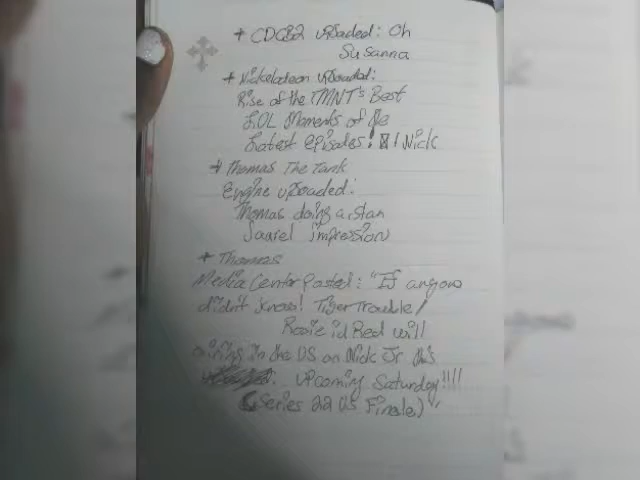 + CDGB2 uploaded: Oh
Susanna
+ Nickelodeon uploaded:
Rise of the TMNT's Best
LOL Moments of the
Latest Episodes! | Nick
+ Thomas The Tank
Engine uploaded:
Thomas doing a stan
laurel impression
+ Thomas
Media Center Posted: "If anyone
didn't know! Tiger Trouble/
Rosie is Red will
airing in the US on Nick Jr this
upcoming Saturday!!!!
(Series 22 US Finale)"